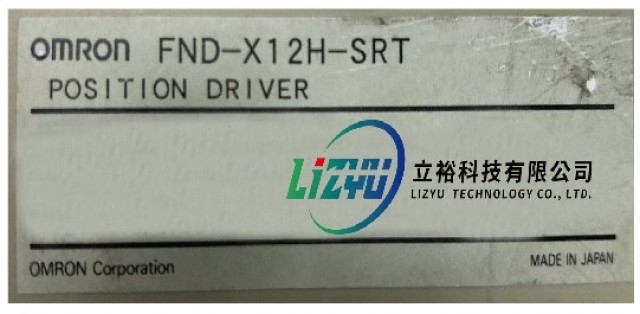 OMRON FND-X12H-SRT
POSITION DRIVER
LiZYU
立裕科技有限公司
LIZYU TECHNOLOGY CO., LTD.
OMRON Corporation
MADE IN JAPAN